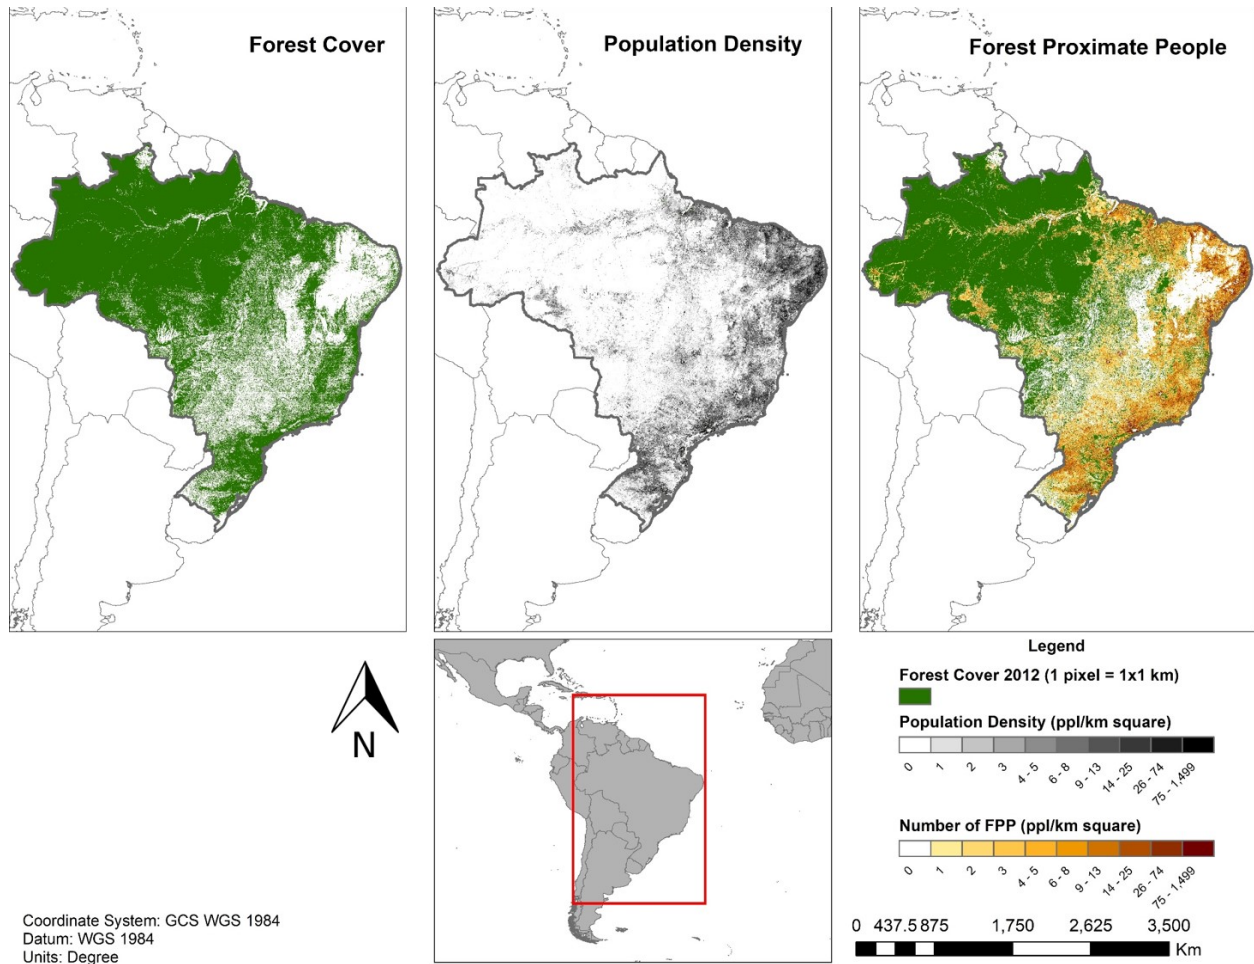 Forest Cover
Population Density
Forest Proximate People
N
Legend
Forest Cover 2012 (1 pixel = 1x1 km)
Population Density (ppl/km square)
0 1 2 3 4 - 5 6 - 8 9 - 13 14 - 25 26 - 74 75 - 1,499
Number of FPP (ppl/km square)
0 1 2 3 4 - 5 6 - 8 9 - 13 14 - 25 26 - 74 75 - 1,499
0 437.5 875 1,750 2,625 3,500
Km
Coordinate System: GCS WGS 1984
Datum: WGS 1984
Units: Degree